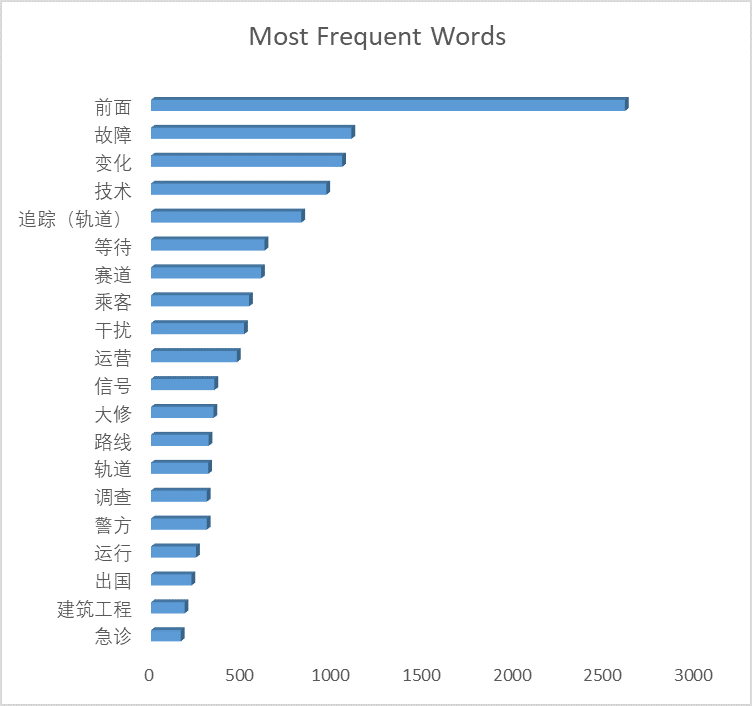 Most Frequent Words
前面
故障
变化
技术
追踪（轨道）
等待
赛道
乘客
干扰
运营
信号
大修
路线
轨道
调查
警方
运行
出国
建筑工程
急诊
0 500 1000 1500 2000 2500 3000